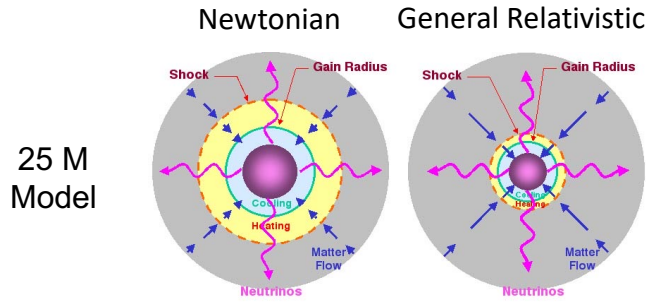 Newtonian
General Relativistic
25 M
Model
Shock
Gain Radius
Cooling
Heating
Matter
Flow
Neutrinos
Shock
Gain Radius
Cooling
Heating
Matter
Flow
Neutrinos